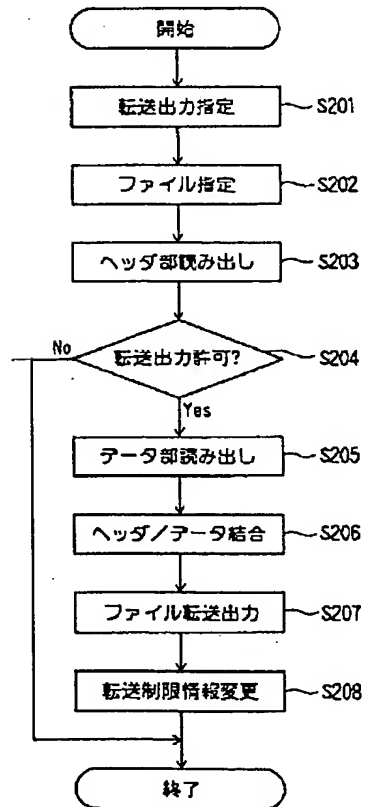 開始
転送出力指定 S201
ファイル指定 S202
ヘッダ部読み出し S203
転送出力許可? S204
No
Yes
データ部読み出し S205
ヘッダ/データ結合 S206
ファイル転送出力 S207
転送制限情報変更 S208
終了